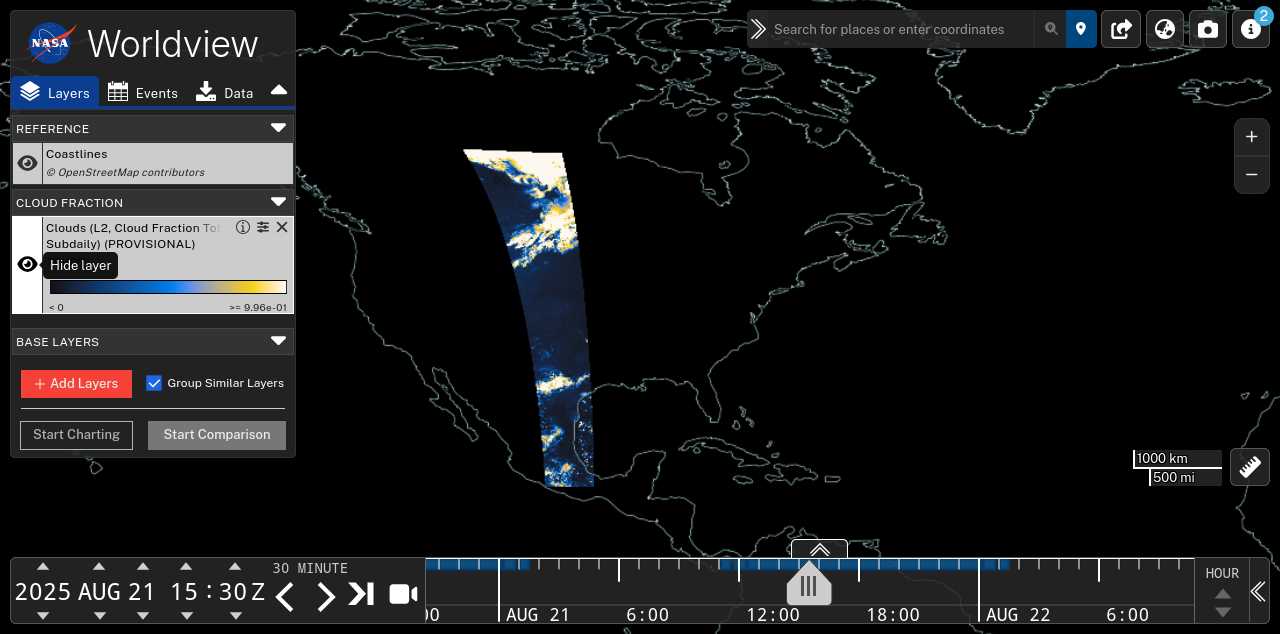 NASA
Worldview
Layers
Events
Data
REFERENCE
Coastlines
© OpenStreetMap contributors
CLOUD FRACTION
Clouds (L2, Cloud Fraction Tot
Subdaily) (PROVISIONAL)
Hide layer
< 0
>= 9.96e-01
BASE LAYERS
+ Add Layers
Group Similar Layers
Start Charting
Start Comparison
Search for places or enter coordinates
2
+
−
1000 km
500 mi
2025 AUG 21 15 : 30 Z
30 MINUTE
00
AUG 21
6:00
12:00
18:00
AUG 22
6:00
HOUR